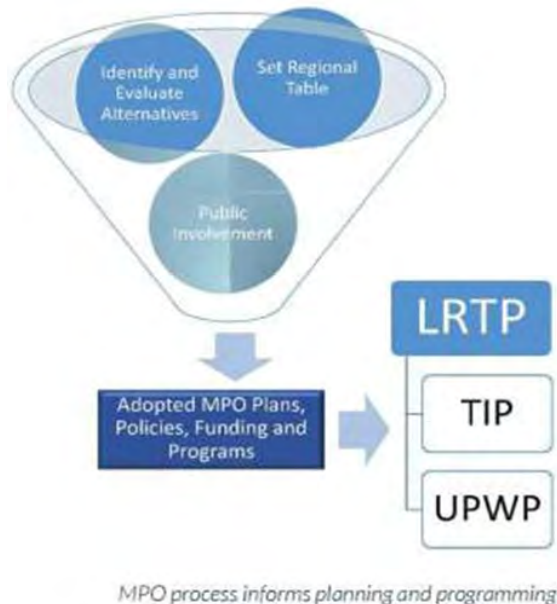 Identify and
Evaluate
Alternatives
Set Regional
Table
Public
Involvement
LRTP
Adopted MPO Plans,
Policies, Funding and
Programs
TIP
UPWP
MPO process informs planning and programming